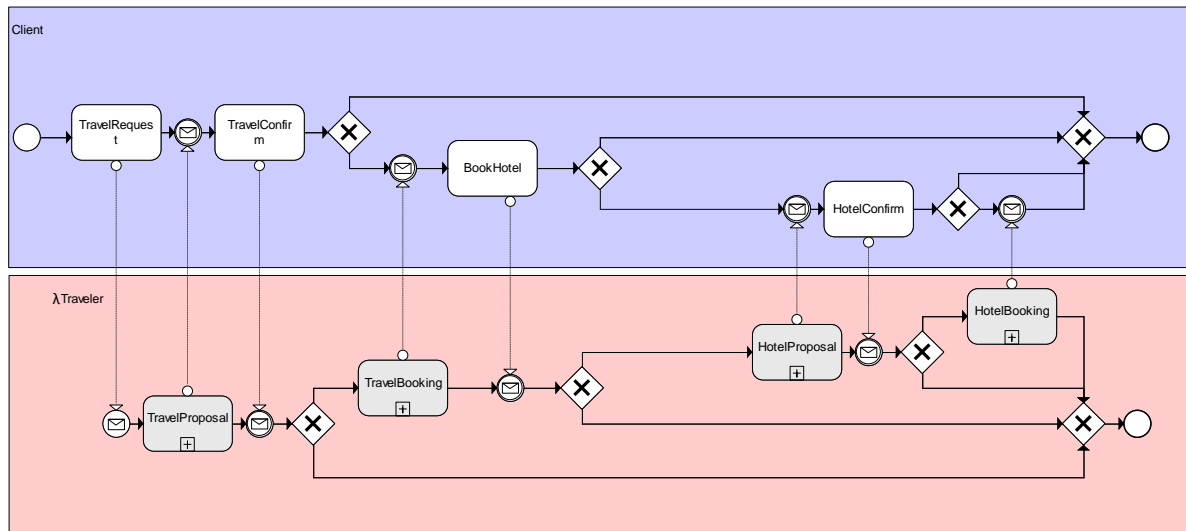 Client
TravelReques
t
TravelConfir
m
BookHotel
HotelConfirm
λTraveler
HotelBooking
HotelProposal
TravelBooking
TravelProposal